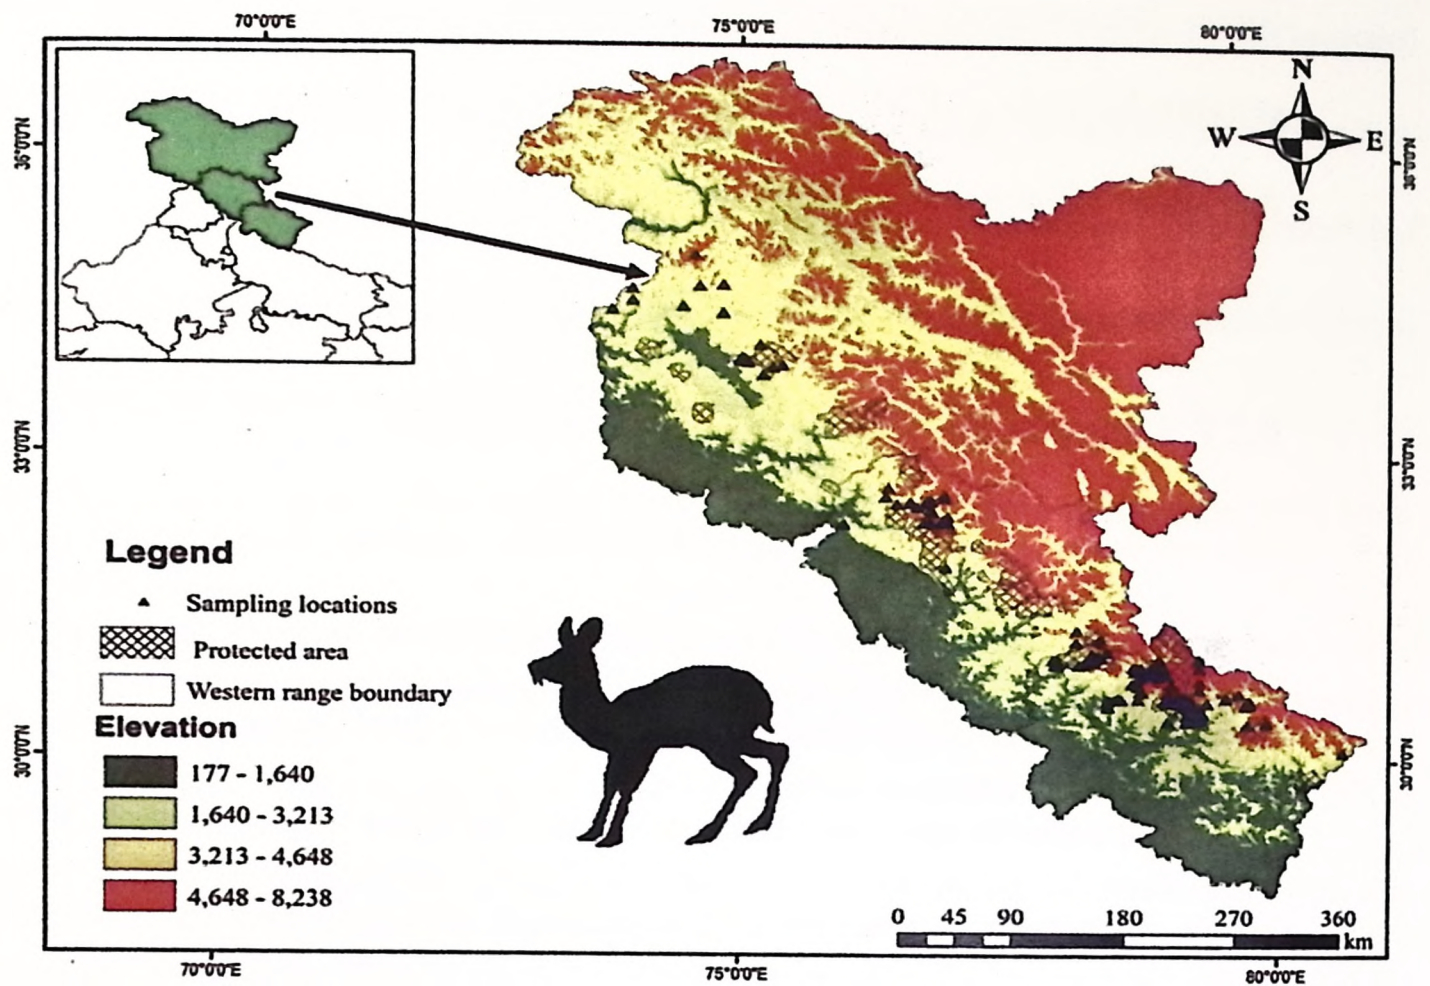 70°0'0"E 75°0'0"E 80°0'0"E
N
W E
S
36°0'0"N 36°0'0"N
33°0'0"N 33°0'0"N
Legend
Sampling locations
Protected area
Western range boundary
Elevation
30°0'0"N 30°0'0"N
177 - 1,640
1,640 - 3,213
3,213 - 4,648
4,648 - 8,238
0 45 90 180 270 360
km
70°0'0"E 75°0'0"E 80°0'0"E